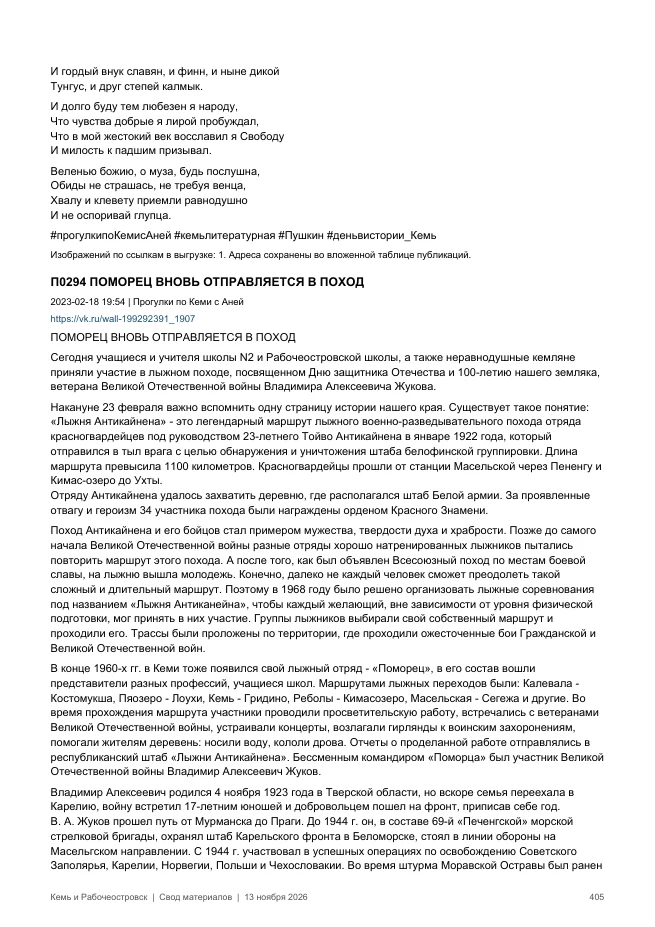 И гордый внук славян, и финн, и ныне дикой
Тунгус, и друг степей калмык.
И долго буду тем любезен я народу,
Что чувства добрые я лирой пробуждал,
Что в мой жестокий век восславил я Свободу
И милость к падшим призывал.
Веленью божию, о муза, будь послушна,
Обиды не страшась, не требуя венца,
Хвалу и клевету приемли равнодушно
И не оспоривай глупца.
#прогулкипоКемисАней #кемьлитературная #Пушкин #деньвистории_Кемь
Изображений по ссылкам в выгрузке: 1. Адреса сохранены во вложенной таблице публикаций.
П0294 ПОМОРЕЦ ВНОВЬ ОТПРАВЛЯЕТСЯ В ПОХОД
2023-02-18 19:54 | Прогулки по Кеми с Аней
https://vk.ru/wall-199292391_1907
ПОМОРЕЦ ВНОВЬ ОТПРАВЛЯЕТСЯ В ПОХОД
Сегодня учащиеся и учителя школы N2 и Рабочеостровской школы, а также неравнодушные кемляне
приняли участие в лыжном походе, посвященном Дню защитника Отечества и 100-летию нашего земляка,
ветерана Великой Отечественной войны Владимира Алексеевича Жукова.
Накануне 23 февраля важно вспомнить одну страницу истории нашего края. Существует такое понятие:
«Лыжня Антикайнена» - это легендарный маршрут лыжного военно-разведывательного похода отряда
красногвардейцев под руководством 23-летнего Тойво Антикайнена в январе 1922 года, который
отправился в тыл врага с целью обнаружения и уничтожения штаба белофинской группировки. Длина
маршрута превысила 1100 километров. Красногвардейцы прошли от станции Масельской через Пененгу и
Кимас-озеро до Ухты.
Отряду Антикайнена удалось захватить деревню, где располагался штаб Белой армии. За проявленные
отвагу и героизм 34 участника похода были награждены орденом Красного Знамени.
Поход Антикайнена и его бойцов стал примером мужества, твердости духа и храбрости. Позже до самого
начала Великой Отечественной войны разные отряды хорошо натренированных лыжников пытались
повторить маршрут этого похода. А после того, как был объявлен Всесоюзный поход по местам боевой
славы, на лыжню вышла молодежь. Конечно, далеко не каждый человек сможет преодолеть такой
сложный и длительный маршрут. Поэтому в 1968 году было решено организовать лыжные соревнования
под названием «Лыжня Антиканейна», чтобы каждый желающий, вне зависимости от уровня физической
подготовки, мог принять в них участие. Группы лыжников выбирали свой собственный маршрут и
проходили его. Трассы были проложены по территории, где проходили ожесточенные бои Гражданской и
Великой Отечественной войн.
В конце 1960-х гг. в Кеми тоже появился свой лыжный отряд - «Поморец», в его состав вошли
представители разных профессий, учащиеся школ. Маршрутами лыжных переходов были: Калевала -
Костомукша, Пяозеро - Лоухи, Кемь - Гридино, Реболы - Кимасозеро, Масельская - Сегежа и другие. Во
время прохождения маршрута участники проводили просветительскую работу, встречались с ветеранами
Великой Отечественной войны, устраивали концерты, возлагали гирлянды к воинским захоронениям,
помогали жителям деревень: носили воду, кололи дрова. Отчеты о проделанной работе отправлялись в
республиканский штаб «Лыжни Антикайнена». Бессменным командиром «Поморца» был участник Великой
Отечественной войны Владимир Алексеевич Жуков.
Владимир Алексеевич родился 4 ноября 1923 года в Тверской области, но вскоре семья переехала в
Карелию, войну встретил 17-летним юношей и добровольцем пошел на фронт, приписав себе год.
В. А. Жуков прошел путь от Мурманска до Праги. До 1944 г. он, в составе 69-й «Печенгской» морской
стрелковой бригады, охранял штаб Карельского фронта в Беломорске, стоял в линии обороны на
Масельгском направлении. С 1944 г. участвовал в успешных операциях по освобождению Советского
Заполярья, Карелии, Норвегии, Польши и Чехословакии. Во время штурма Моравской Остравы был ранен
Кемь и Рабочеостровск | Свод материалов | 13 ноября 2026
405